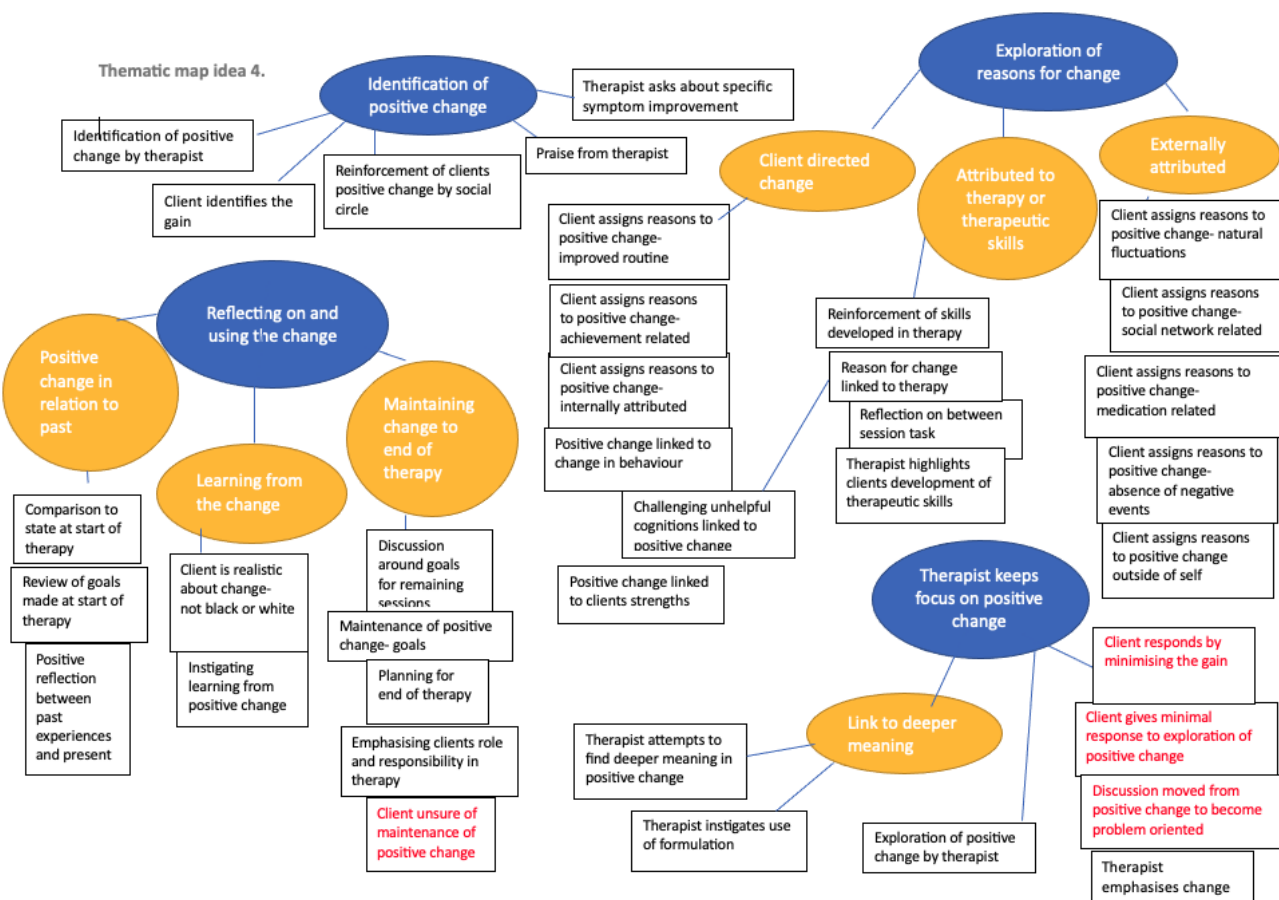 Thematic map idea 4.
Identification of
positive change
Therapist asks about specific
symptom improvement
Identification of positive
change by therapist
Praise from therapist
Reinforcement of clients
positive change by social
circle
Client identifies the
gain
Exploration of
reasons for change
Client directed
change
Attributed to
therapy or
therapeutic
skills
Externally
attributed
Client assigns reasons to
positive change-
improved routine
Client assigns reasons
to positive change-
achievement related
Client assigns reasons to
positive change-
internally attributed
Positive change linked to
change in behaviour
Challenging unhelpful
cognitions linked to
positive change
Positive change linked
to clients strengths
Reinforcement of skills
developed in therapy
Reason for change
linked to therapy
Reflection on between
session task
Therapist highlights
clients development of
therapeutic skills
Client assigns reasons to
positive change- natural
fluctuations
Client assigns reasons
to positive change-
social network related
Client assigns reasons to
positive change-
medication related
Client assigns reasons to
positive change-
absence of negative
events
Client assigns reasons
to positive change
outside of self
Reflecting on and
using the change
Positive
change in
relation to
past
Learning from
the change
Maintaining
change to
end of
therapy
Comparison to
state at start of
therapy
Review of goals
made at start of
therapy
Positive
reflection
between
past
experiences
and present
Client is realistic
about change-
not black or white
Instigating
learning from
positive change
Discussion
around goals
for remaining
sessions
Maintenance of positive
change- goals
Planning for
end of therapy
Emphasising clients role
and responsibility in
therapy
Client unsure of
maintenance of
positive change
Therapist keeps
focus on positive
change
Link to deeper
meaning
Therapist attempts to
find deeper meaning in
positive change
Therapist instigates use
of formulation
Exploration of positive
change by therapist
Client responds by
minimising the gain
Client gives minimal
response to exploration of
positive change
Discussion moved from
positive change to become
problem oriented
Therapist
emphasises change